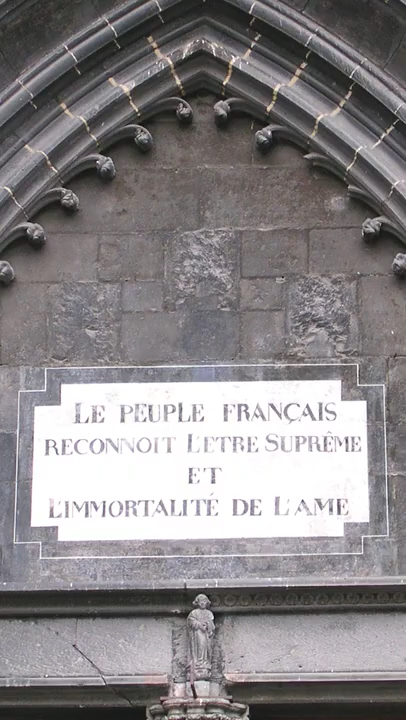 LE PEUPLE FRANÇAIS
RECONNOIT L'ETRE SUPRÊME
ET
L'IMMORTALITÉ DE L'AME